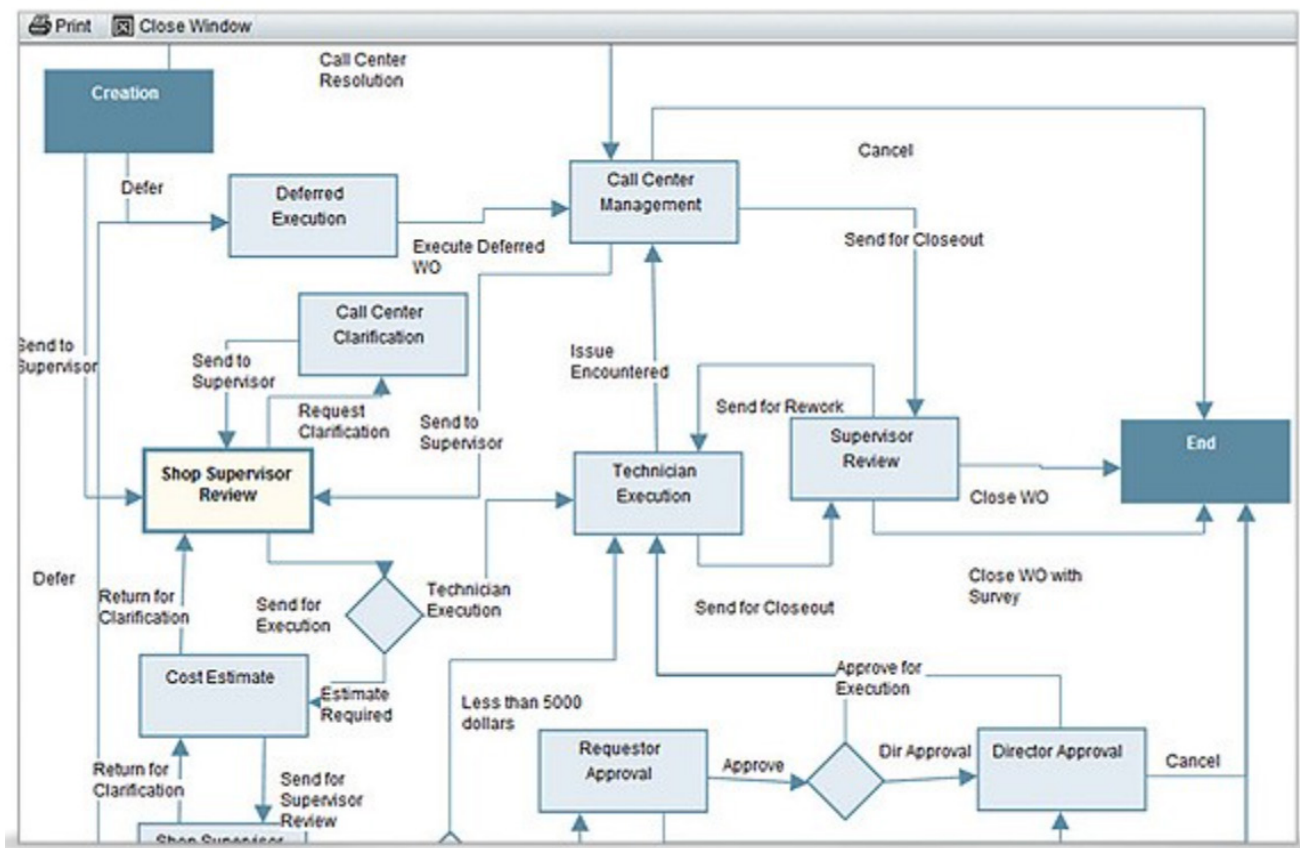 Print
Close Window
Call Center
Resolution
Creation
Cancel
Call Center
Management
Defer
Deferred
Execution
Send for Closeout
Execute Deferred
WO
Call Center
Clarification
Send to
Supervisor
Send to
Supervisor
Issue
Encountered
Request
Clarification
Send to
Supervisor
Send for Rework
Supervisor
Review
End
Shop Supervisor
Review
Technician
Execution
Close WO
Defer
Return for
Clarification
Send for
Execution
Technician
Execution
Send for Closeout
Close WO with
Survey
Cost Estimate
Estimate
Required
Less than 5000
dollars
Approve for
Execution
Requestor
Approval
Approve
Dir Approval
Director Approval
Cancel
Return for
Clarification
Send for
Supervisor
Review
Shop Supervisor